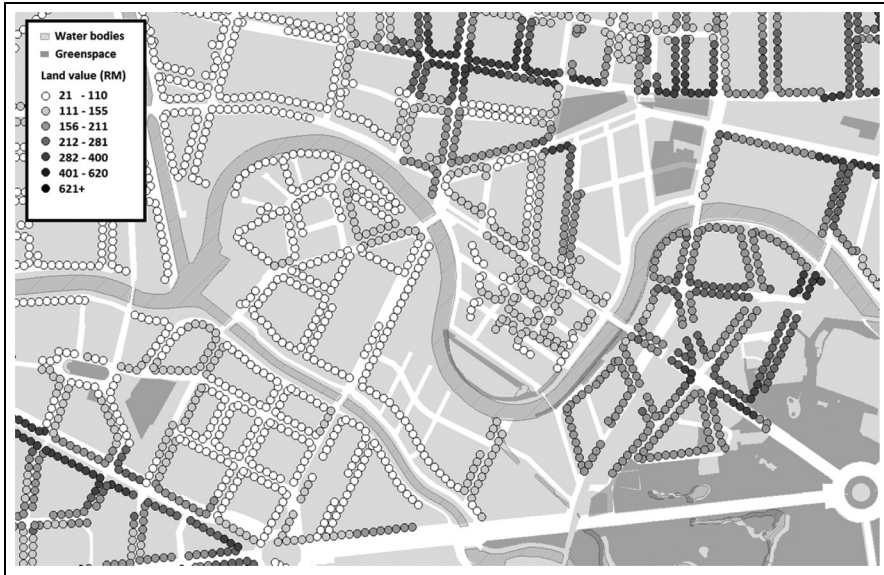 Water bodies
Greenspace
Land value (RM)
21 - 110
111 - 155
156 - 211
212 - 281
282 - 400
401 - 620
621+